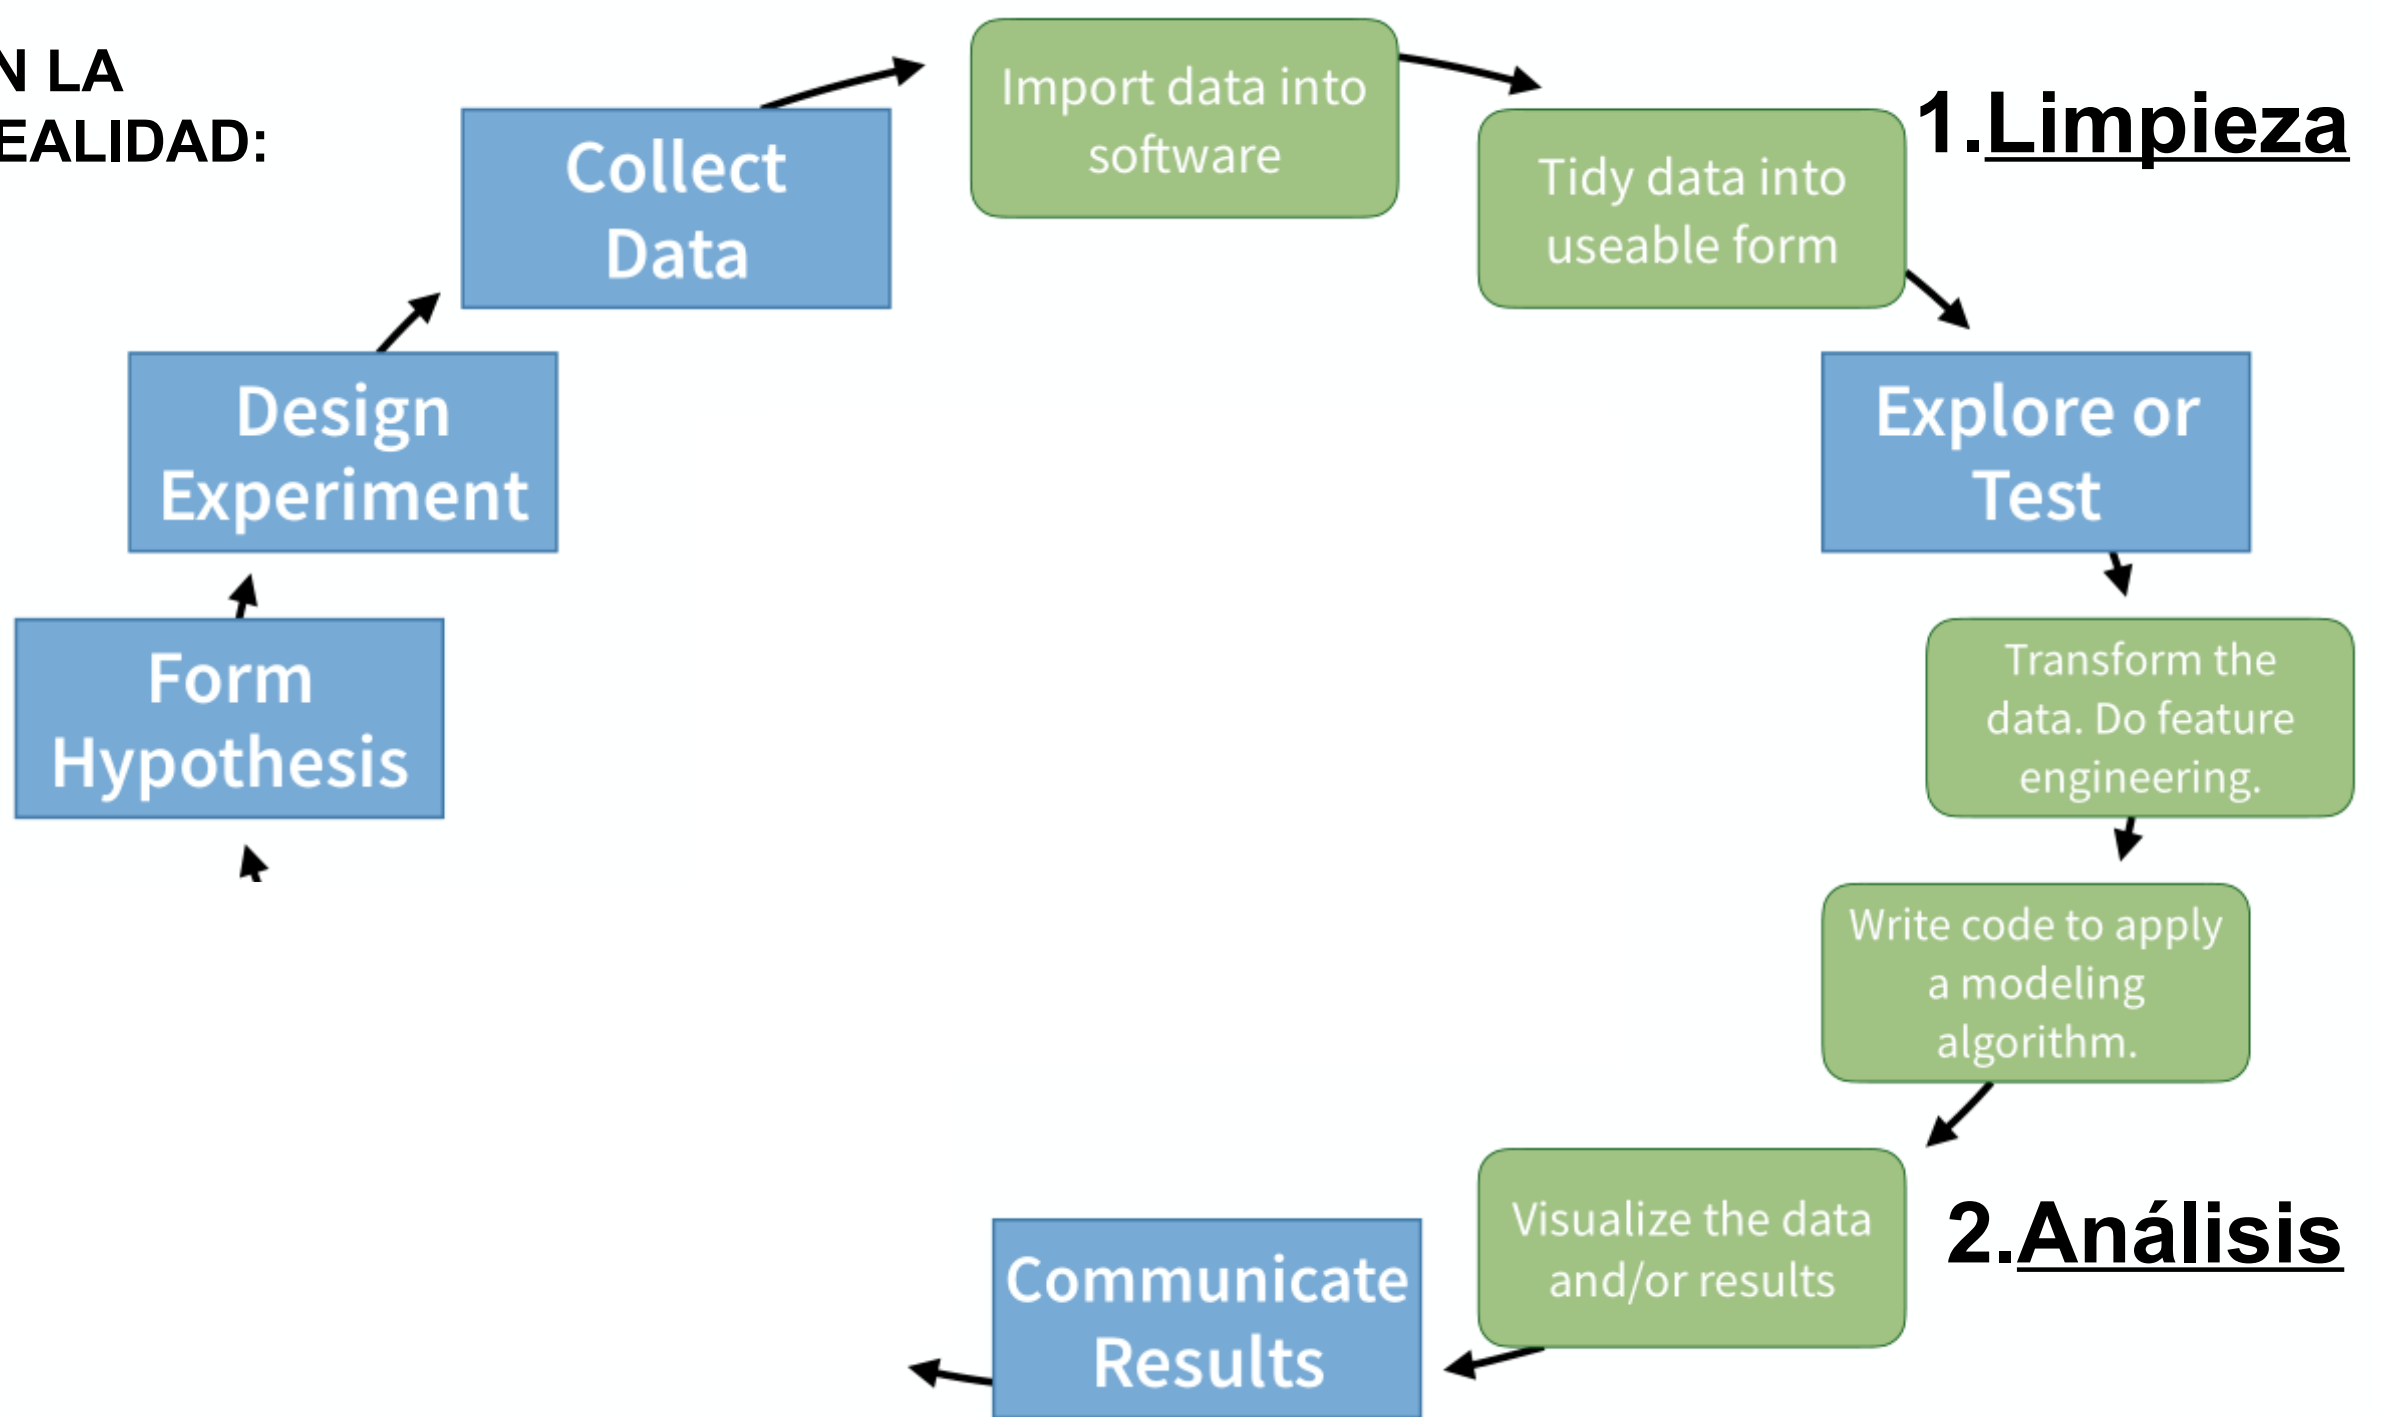 N LA
EALIDAD:
Import data into
software
1.Limpieza
Collect
Data
Tidy data into
useable form
Design
Experiment
Explore or
Test
Form
Hypothesis
Transform the
data. Do feature
engineering.
Write code to apply
a modeling
algorithm.
Visualize the data
and/or results
2.Análisis
Communicate
Results